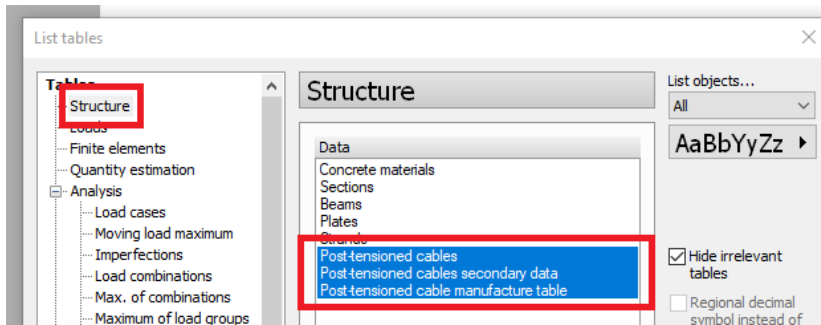 List tables
Tables
Structure
Loads
Finite elements
Quantity estimation
Analysis
Load cases
Moving load maximum
Imperfections
Load combinations
Max. of combinations
Maximum of load groups
Structure
Data
Concrete materials
Sections
Beams
Plates
Strands
Post-tensioned cables
Post-tensioned cables secondary data
Post-tensioned cable manufacture table
List objects...
All
AaBbYyZz
Hide irrelevant
tables
Regional decimal
symbol instead of